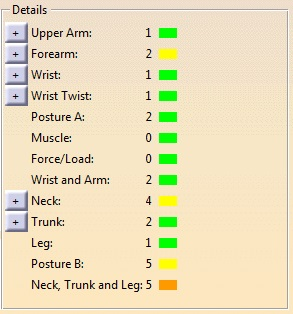 Details
+ Upper Arm: 1
+ Forearm: 2
+ Wrist: 1
+ Wrist Twist: 1
Posture A: 2
Muscle: 0
Force/Load: 0
Wrist and Arm: 2
+ Neck: 4
+ Trunk: 2
Leg: 1
Posture B: 5
Neck, Trunk and Leg: 5